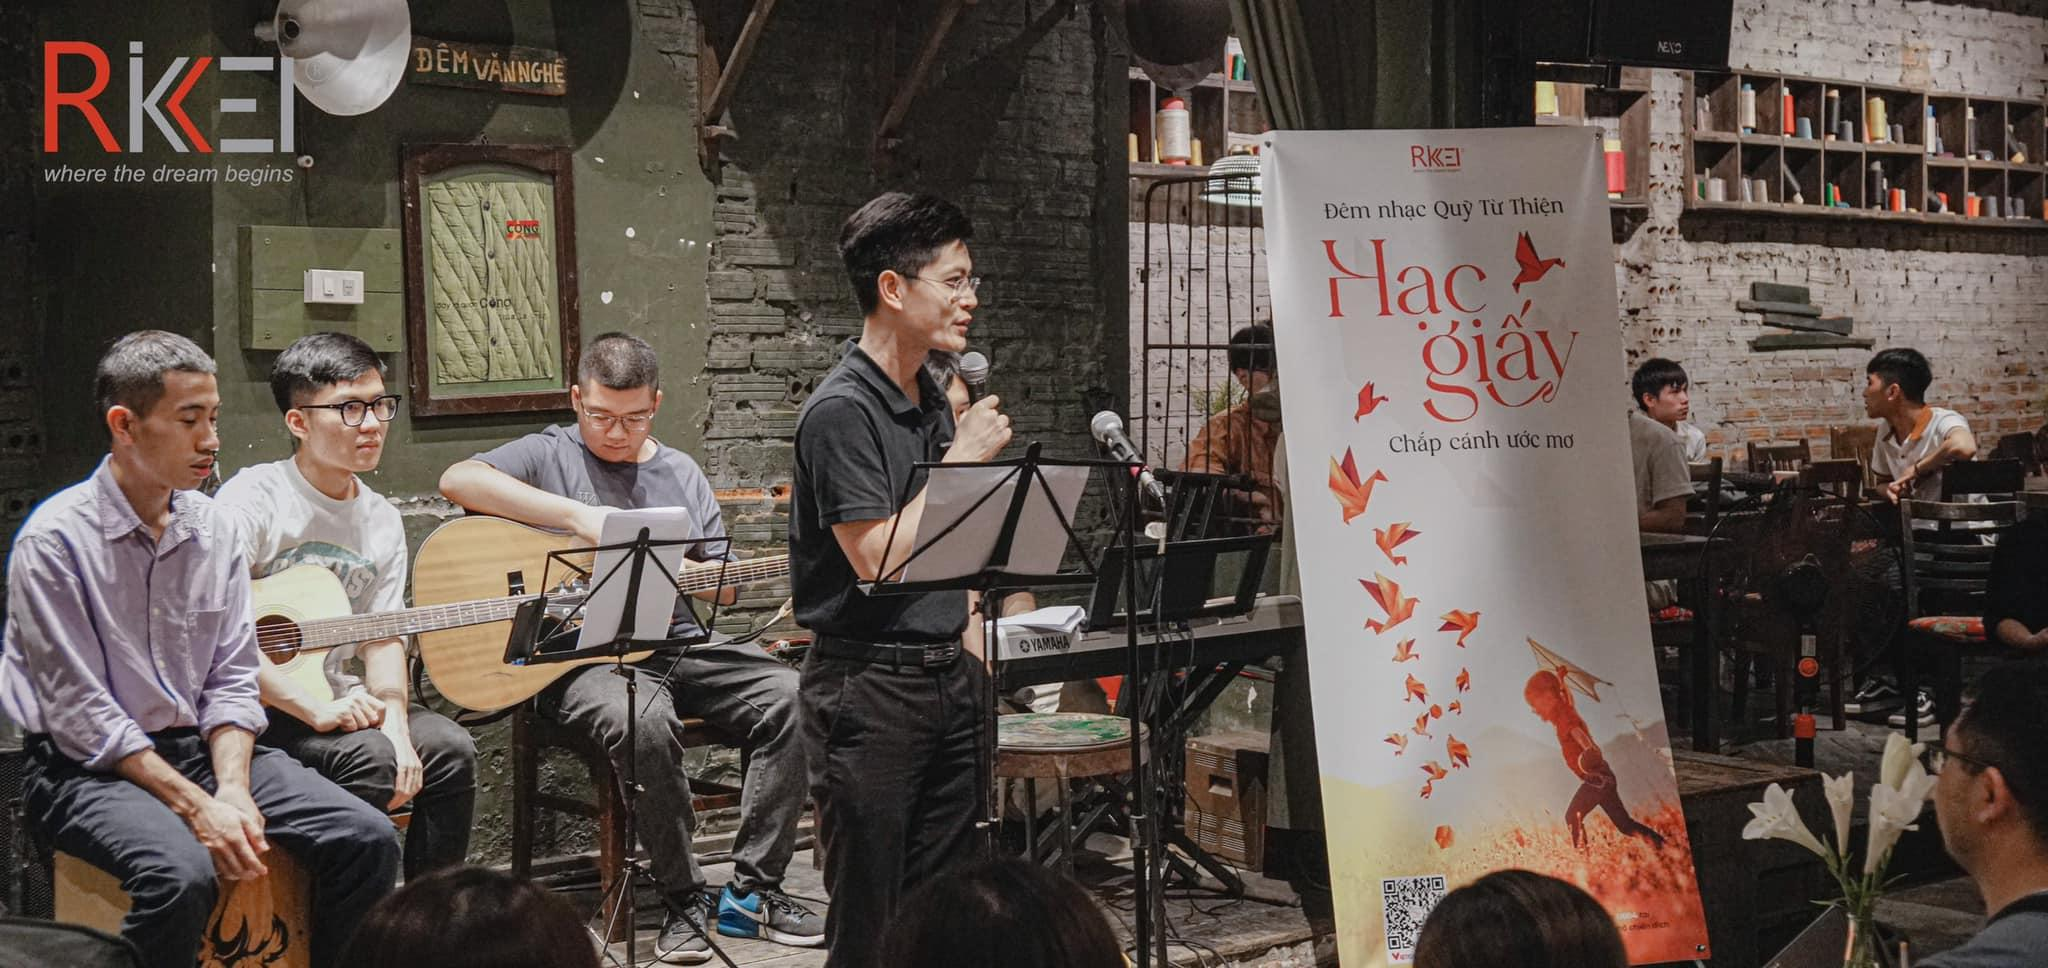 RIKKEI
where the dream begins
ĐÊM VĂN NGHỆ
CỘNG
Cộng
NEXO
YAMAHA
RIKKEI
Đêm nhạc Quỹ Từ Thiện
Hạc
giấy
Chắp cánh ước mơ